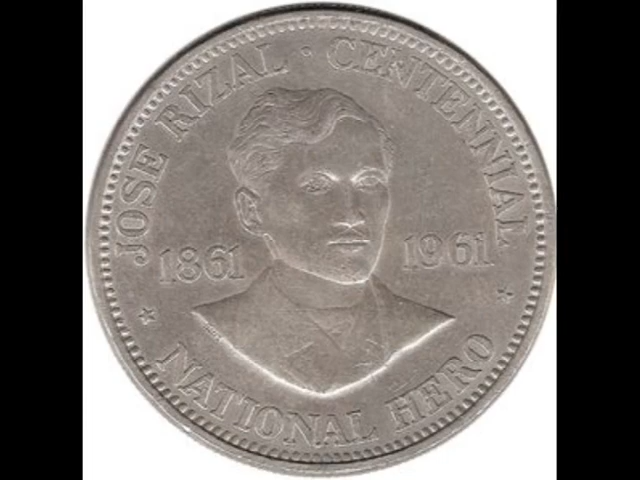 JOSE RIZAL · CENTENNIAL
1861 1961
★ NATIONAL HERO ★